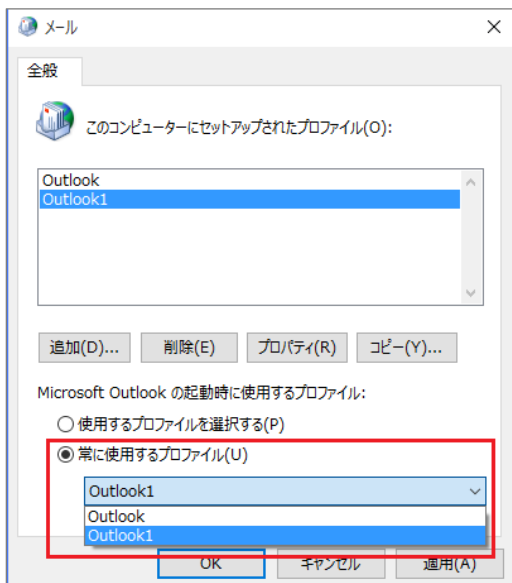 メール
全般
このコンピューターにセットアップされたプロファイル(O):
Outlook
Outlook1
追加(D)... 削除(E) プロパティ(R) コピー(Y)...
Microsoft Outlook の起動時に使用するプロファイル:
使用するプロファイルを選択する(P)
常に使用するプロファイル(U)
Outlook1
Outlook
Outlook1
OK キャンセル 適用(A)